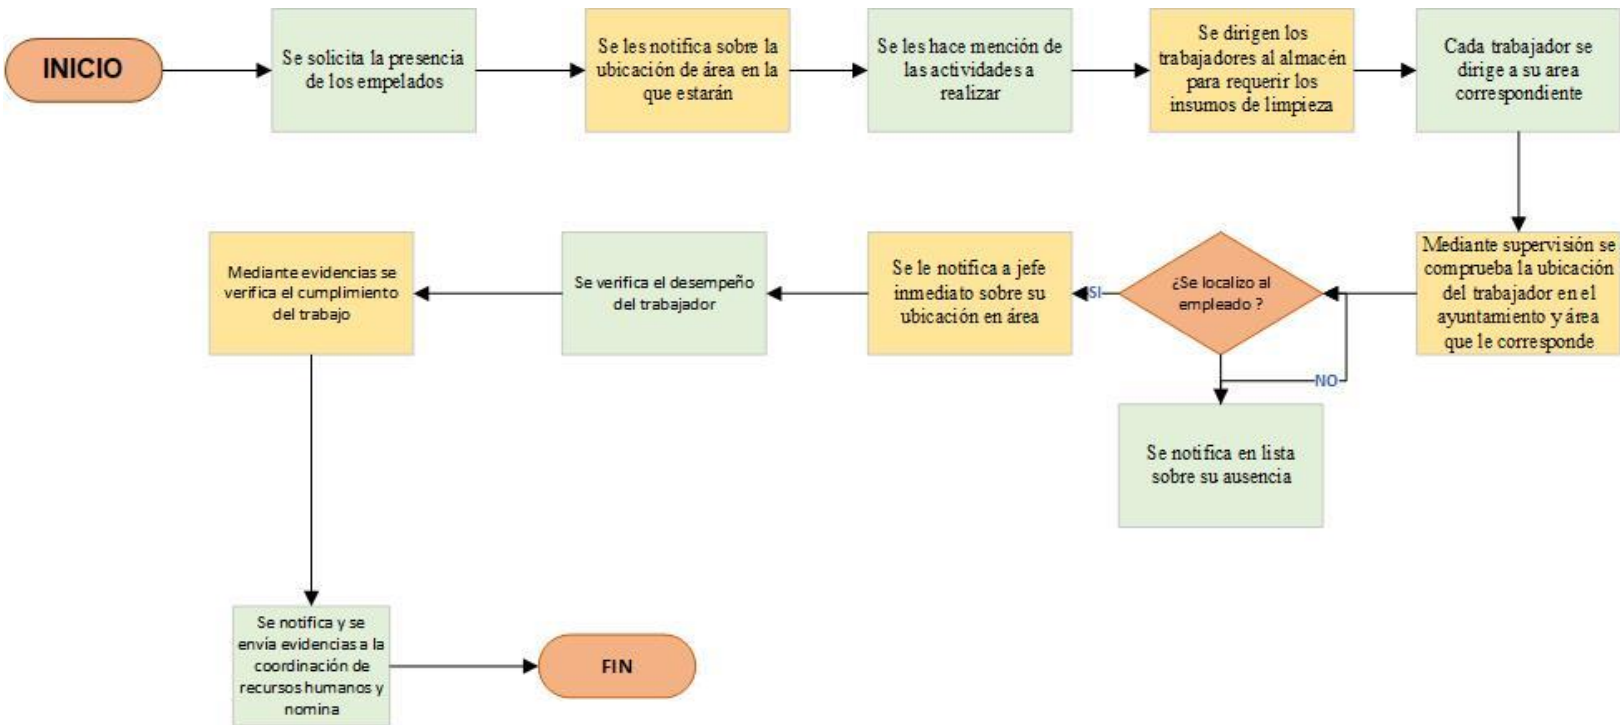 INICIO
Se solicita la presencia
de los empelados
Se les notifica sobre la
ubicación de área en la
que estarán
Se les hace mención de
las actividades a
realizar
Se dirigen los
trabajadores al almacén
para requerir los
insumos de limpieza
Cada trabajador se
dirige a su area
correspondiente
Mediante supervisión se
comprueba la ubicación
del trabajador en el
ayuntamiento y área
que le corresponde
¿Se localizo al
empleado ?
SI
NO
Se notifica en lista
sobre su ausencia
Se le notifica a jefe
inmediato sobre su
ubicación en área
Se verifica el desempeño
del trabajador
Mediante evidencias se
verifica el cumplimiento
del trabajo
Se notifica y se
envía evidencias a la
coordinación de
recursos humanos y
nomina
FIN